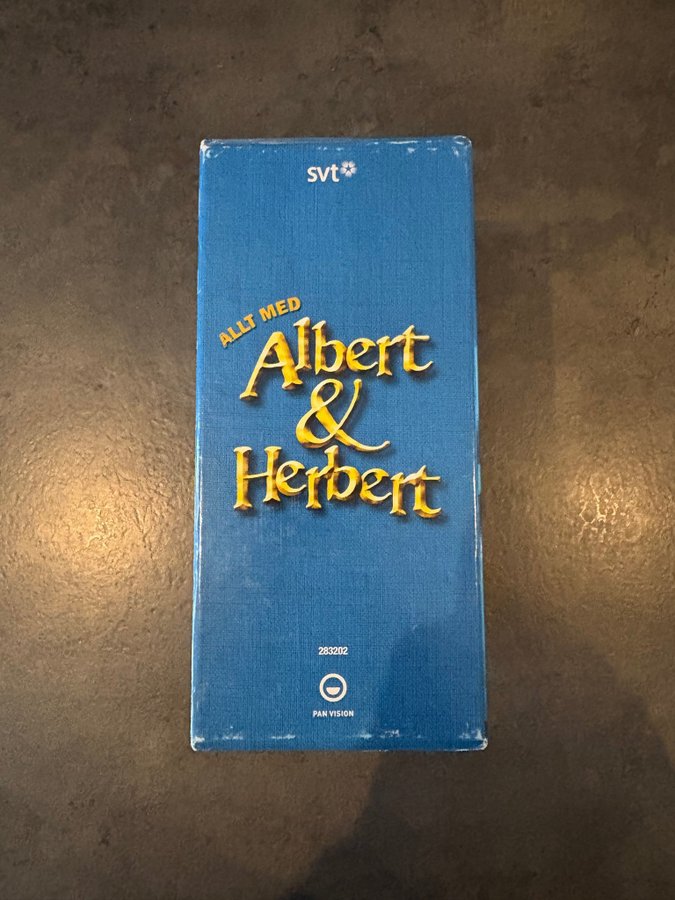 svt
ALLT MED
Albert
&
Herbert
283202
PAN VISION